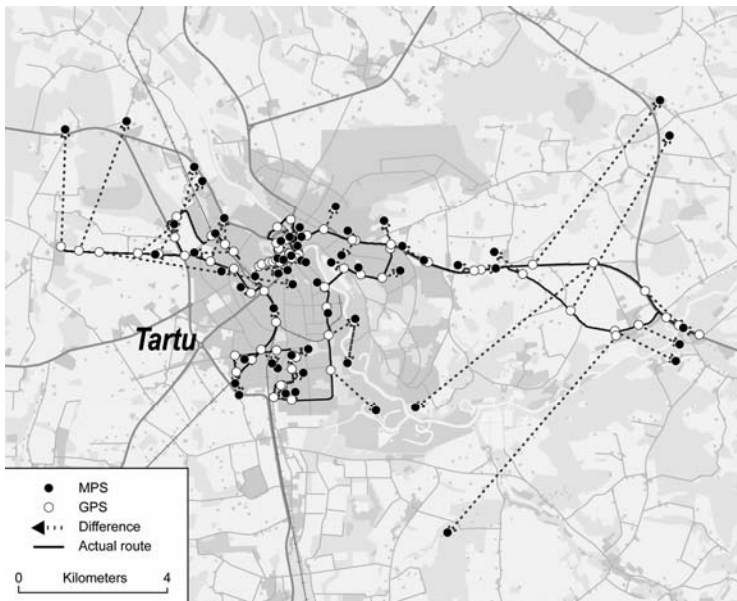 Tartu
MPS
GPS
Difference
Actual route
0 Kilometers 4